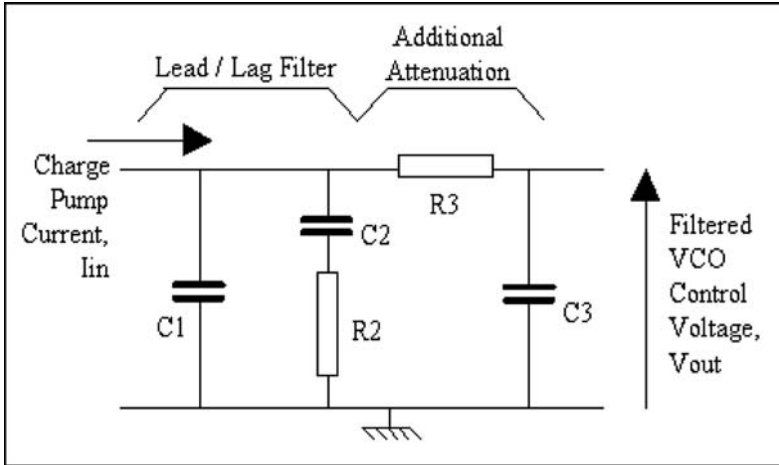 Additional
Attenuation
Lead / Lag Filter
Charge
Pump
Current,
Iin
R3
C2
C1
R2
C3
Filtered
VCO
Control
Voltage,
Vout